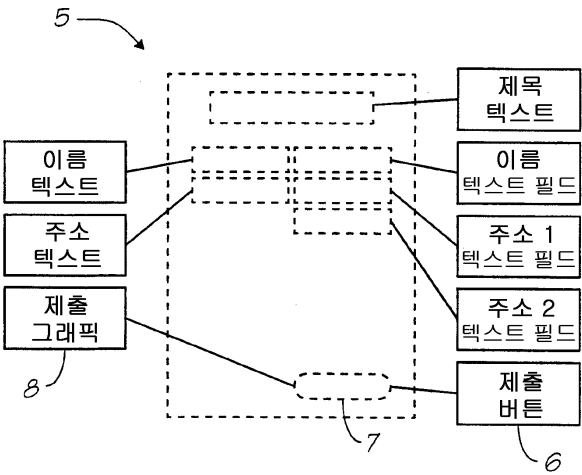 5
제목
텍스트
이름
텍스트
이름
텍스트 필드
주소
텍스트
주소 1
텍스트 필드
제출
그래픽
주소 2
텍스트 필드
8
제출
버튼
7
6